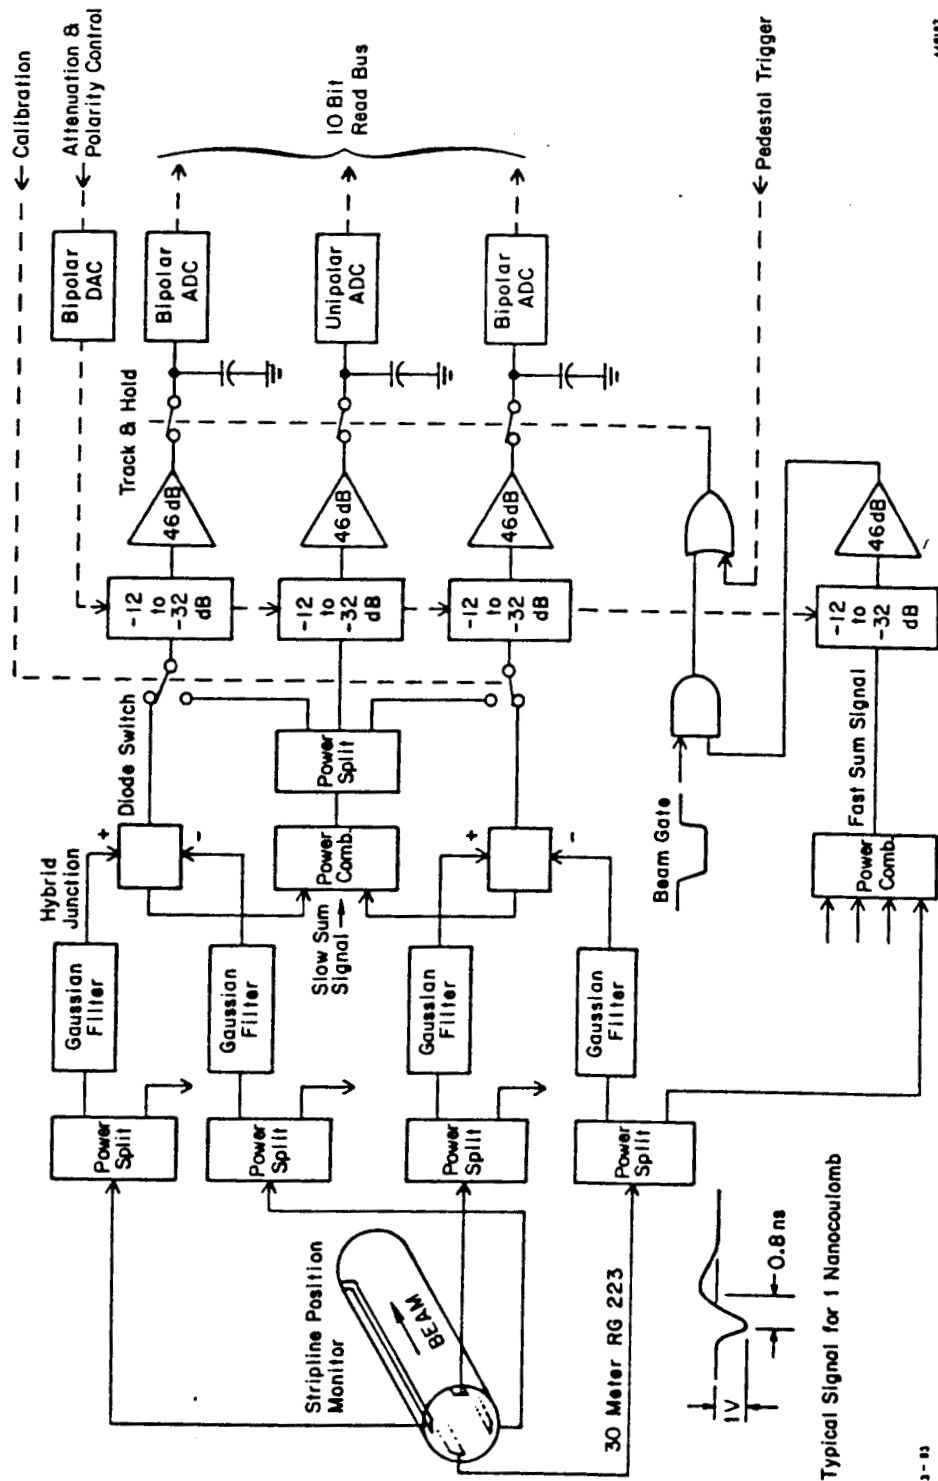 Calibration
Attenuation &
Polarity Control
Bipolar
DAC
Track & Hold
Bipolar
ADC
10 Bit
Read Bus
Unipolar
ADC
Bipolar
ADC
46dB
46dB
46dB
-12
to
-32
dB
-12
to
-32
dB
-12
to
-32
dB
Diode Switch
Hybrid
Junction
+
-
Gaussian
Filter
Power
Split
Gaussian
Filter
Power
Split
Power
Comb.
Power
Split
Slow Sum
Signal
+
-
Gaussian
Filter
Power
Split
Gaussian
Filter
Power
Split
Stripline Position
Monitor
BEAM
30 Meter RG 223
Beam Gate
Pedestal Trigger
Power
Comb.
Fast Sum Signal
-12
to
-32
dB
46dB
1V
0.8ns
Typical Signal for 1 Nanocoulomb
3-83